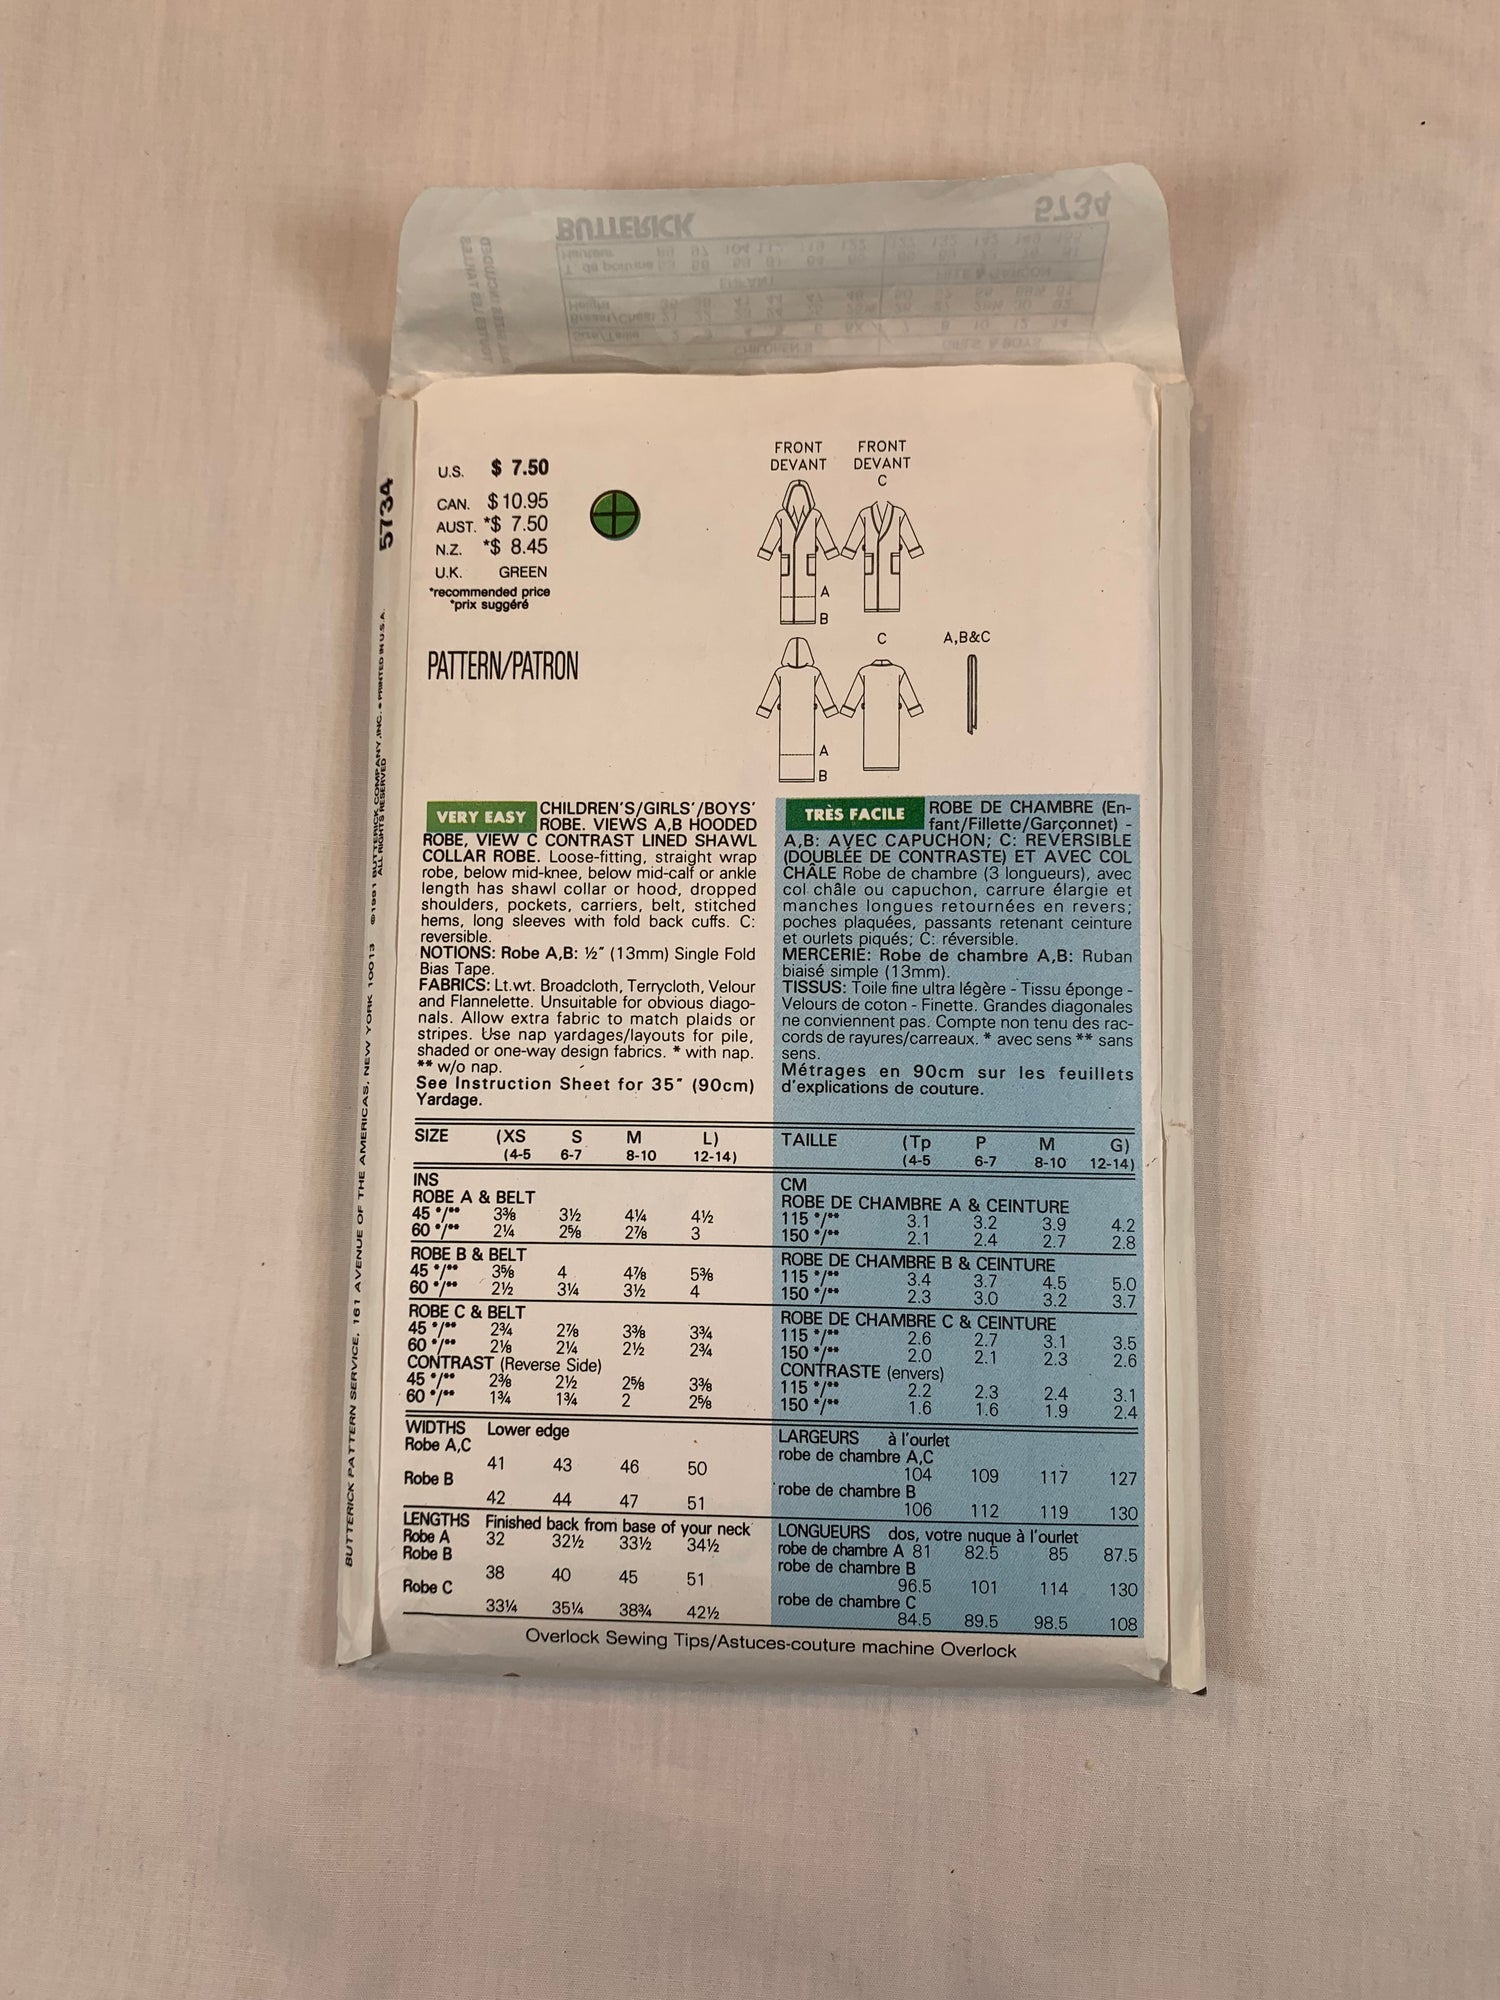 BUTTERICK
5734
5734
U.S. $ 7.50
CAN. $ 10.95
AUST. *$ 7.50
N.Z. *$ 8.45
U.K. GREEN
*recommended price
*prix suggéré
PATTERN/PATRON
FRONT
DEVANT
A
B
FRONT
DEVANT
C
A
B
C
A,B&C
VERY EASY CHILDREN'S/GIRLS'/BOYS'
ROBE. VIEWS A,B HOODED
ROBE, VIEW C CONTRAST LINED SHAWL
COLLAR ROBE. Loose-fitting, straight wrap
robe, below mid-knee, below mid-calf or ankle
length has shawl collar or hood, dropped
shoulders, pockets, carriers, belt, stitched
hems, long sleeves with fold back cuffs. C:
reversible.
NOTIONS: Robe A,B: ½" (13mm) Single Fold
Bias Tape.
FABRICS: Lt.wt. Broadcloth, Terrycloth, Velour
and Flannelette. Unsuitable for obvious diago-
nals. Allow extra fabric to match plaids or
stripes. Use nap yardages/layouts for pile,
shaded or one-way design fabrics. * with nap.
** w/o nap.
See Instruction Sheet for 35" (90cm)
Yardage.
SIZE (XS S M L)
(4-5 6-7 8-10 12-14)
INS
ROBE A & BELT
45 */** 3⅜ 3½ 4¼ 4½
60 */** 2¼ 2⅝ 2⅞ 3
ROBE B & BELT
45 */** 3⅝ 4 4⅞ 5⅜
60 */** 2½ 3¼ 3½ 4
ROBE C & BELT
45 */** 2¾ 2⅞ 3⅜ 3¾
60 */** 2⅛ 2¼ 2½ 2¾
CONTRAST (Reverse Side)
45 */** 2⅜ 2½ 2⅝ 3⅜
60 */** 1¾ 1¾ 2 2⅝
WIDTHS Lower edge
Robe A,C
41 43 46 50
Robe B
42 44 47 51
LENGTHS Finished back from base of your neck
Robe A 32 32½ 33½ 34½
Robe B
38 40 45 51
Robe C
33¼ 35¼ 38¾ 42½
TRÈS FACILE ROBE DE CHAMBRE (En-
fant/Fillette/Garçonnet) -
A,B: AVEC CAPUCHON; C: REVERSIBLE
(DOUBLÉE DE CONTRASTE) ET AVEC COL
CHÂLE Robe de chambre (3 longueurs), avec
col châle ou capuchon, carrure élargie et
manches longues retournées en revers;
poches plaquées, passants retenant ceinture
et ourlets piqués; C: réversible.
MERCERIE: Robe de chambre A,B: Ruban
biaisé simple (13mm).
TISSUS: Toile fine ultra légère - Tissu éponge -
Velours de coton - Finette. Grandes diagonales
ne conviennent pas. Compte non tenu des rac-
cords de rayures/carreaux. * avec sens ** sans
sens.
Métrages en 90cm sur les feuillets
d'explications de couture.
TAILLE (Tp P M G)
(4-5 6-7 8-10 12-14)
CM
ROBE DE CHAMBRE A & CEINTURE
115 */** 3.1 3.2 3.9 4.2
150 */** 2.1 2.4 2.7 2.8
ROBE DE CHAMBRE B & CEINTURE
115 */** 3.4 3.7 4.5 5.0
150 */** 2.3 3.0 3.2 3.7
ROBE DE CHAMBRE C & CEINTURE
115 */** 2.6 2.7 3.1 3.5
150 */** 2.0 2.1 2.3 2.6
CONTRASTE (envers)
115 */** 2.2 2.3 2.4 3.1
150 */** 1.6 1.6 1.9 2.4
LARGEURS à l'ourlet
robe de chambre A,C
104 109 117 127
robe de chambre B
106 112 119 130
LONGUEURS dos, votre nuque à l'ourlet
robe de chambre A 81 82.5 85 87.5
robe de chambre B
96.5 101 114 130
robe de chambre C
84.5 89.5 98.5 108
Overlock Sewing Tips/Astuces-couture machine Overlock
BUTTERICK PATTERN SERVICE, 161 AVENUE OF THE AMERICAS, NEW YORK 10013 ©1991 BUTTERICK COMPANY, INC. • PRINTED IN U.S.A.
ALL RIGHTS RESERVED